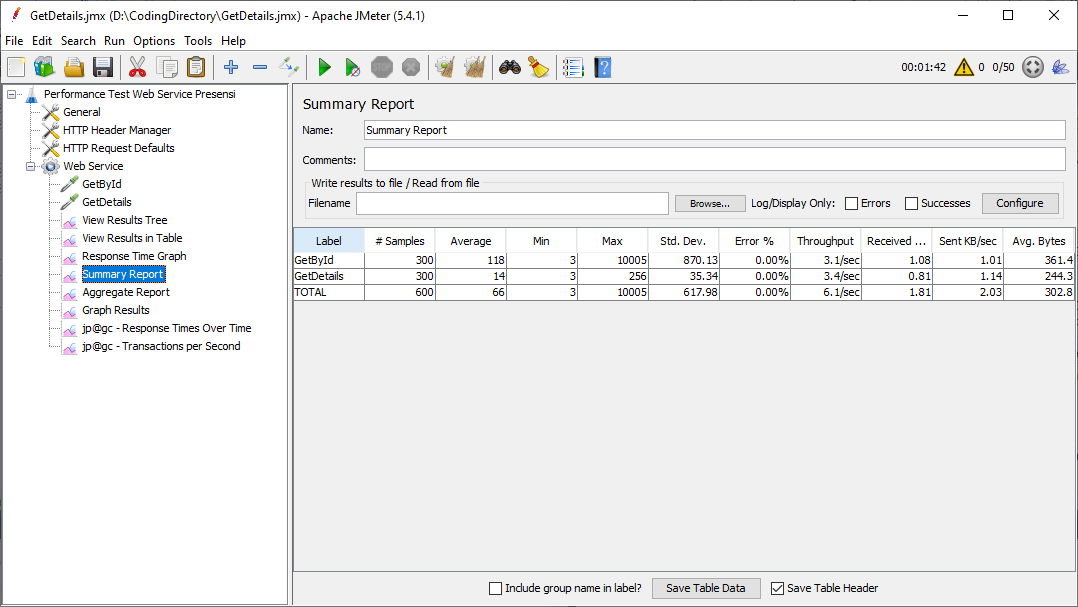 GetDetails.jmx (D:\CodingDirectory\GetDetails.jmx) - Apache JMeter (5.4.1)
File Edit Search Run Options Tools Help
STOP 00:01:42 0 0/50
Performance Test Web Service Presensi
General
HTTP Header Manager
HTTP Request Defaults
Web Service
GetById
GetDetails
View Results Tree
View Results in Table
Response Time Graph
Summary Report
Aggregate Report
Graph Results
jp@gc - Response Times Over Time
jp@gc - Transactions per Second
Summary Report
Name: Summary Report
Comments:
Write results to file / Read from file
Filename Browse... Log/Display Only: Errors Successes Configure
Label # Samples Average Min Max Std. Dev. Error % Throughput Received ... Sent KB/sec Avg. Bytes
GetById 300 118 3 10005 870.13 0.00% 3.1/sec 1.08 1.01 361.4
GetDetails 300 14 3 256 35.34 0.00% 3.4/sec 0.81 1.14 244.3
TOTAL 600 66 3 10005 617.98 0.00% 6.1/sec 1.81 2.03 302.8
Include group name in label? Save Table Data Save Table Header